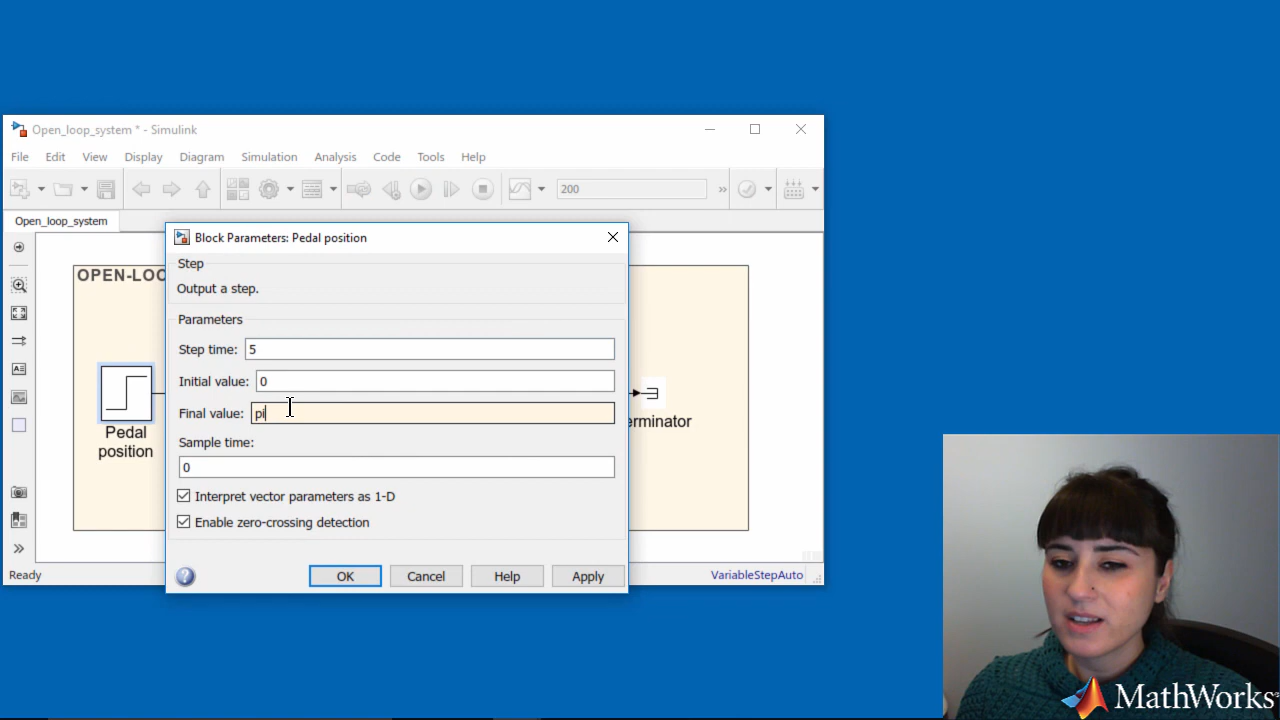 Open_loop_system * - Simulink
File Edit View Display Diagram Simulation Analysis Code Tools Help
200 »
Open_loop_system
Block Parameters: Pedal position
OPEN-LOO
Step
Output a step.
Parameters
Step time: 5
Initial value: 0
Final value: pi
Sample time:
0
Interpret vector parameters as 1-D
Enable zero-crossing detection
OK Cancel Help Apply
Pedal
position
erminator
Ready
VariableStepAuto
MathWorks